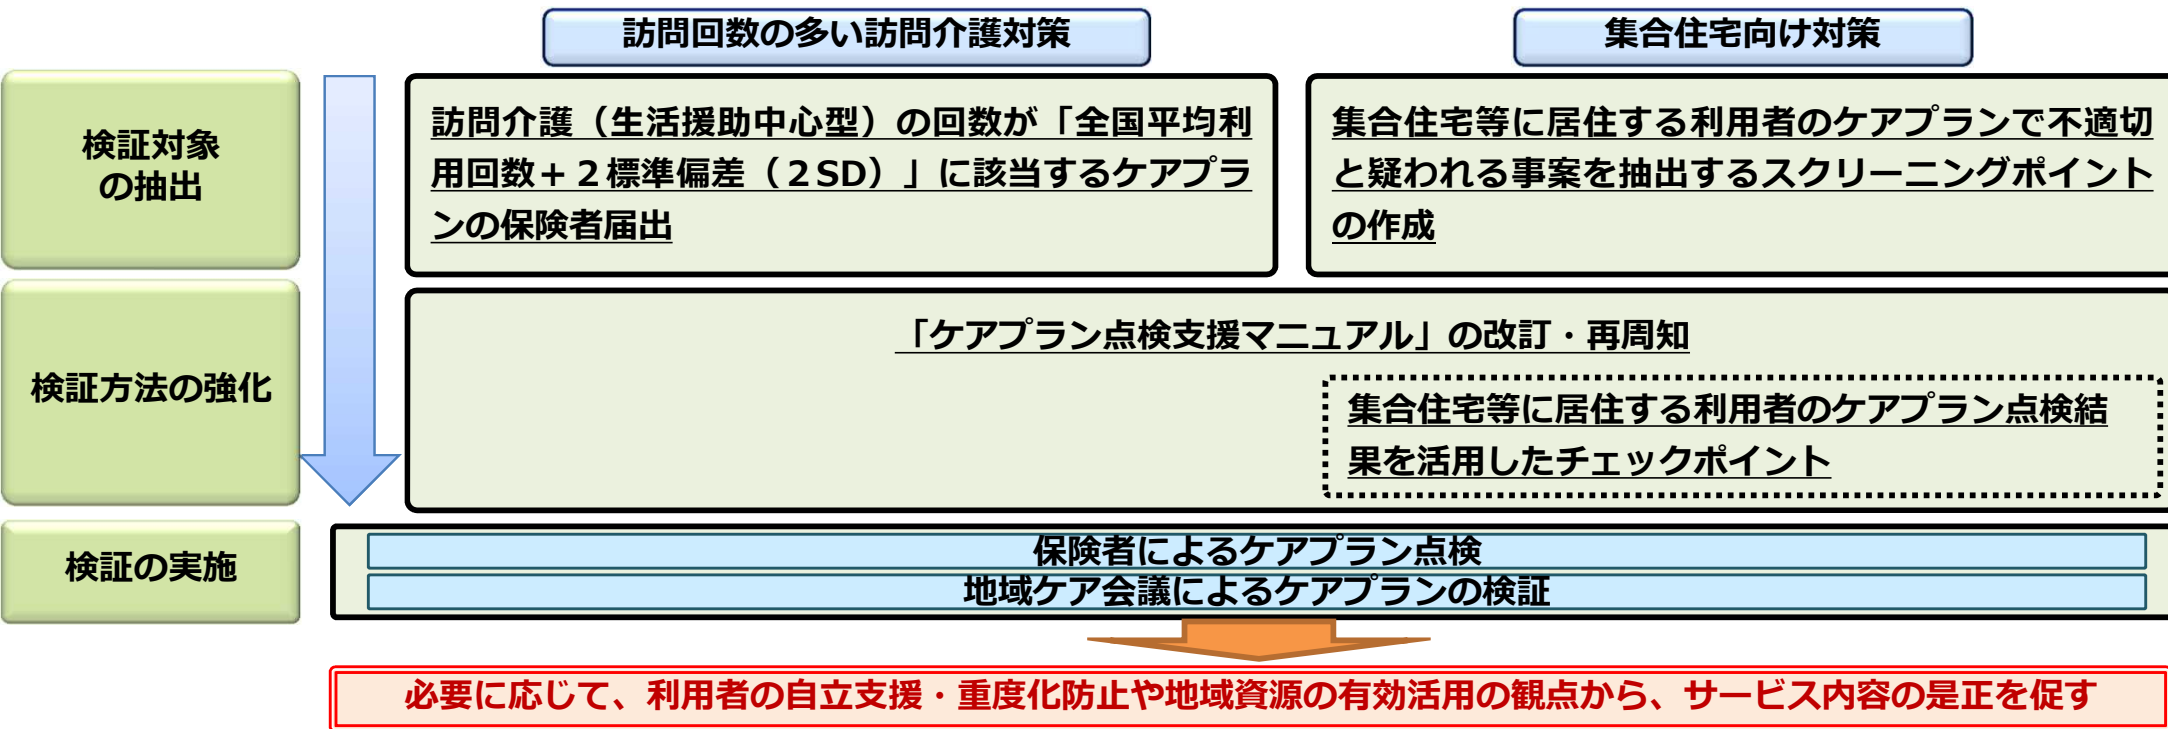 訪問回数の多い訪問介護対策
集合住宅向け対策
検証対象
の抽出
訪問介護（生活援助中心型）の回数が「全国平均利
用回数＋２標準偏差（２SD）」に該当するケアプラ
ンの保険者届出
集合住宅等に居住する利用者のケアプランで不適切
と疑われる事案を抽出するスクリーニングポイント
の作成
検証方法の強化
「ケアプラン点検支援マニュアル」の改訂・再周知
集合住宅等に居住する利用者のケアプラン点検結
果を活用したチェックポイント
検証の実施
保険者によるケアプラン点検
地域ケア会議によるケアプランの検証
必要に応じて、利用者の自立支援・重度化防止や地域資源の有効活用の観点から、サービス内容の是正を促す